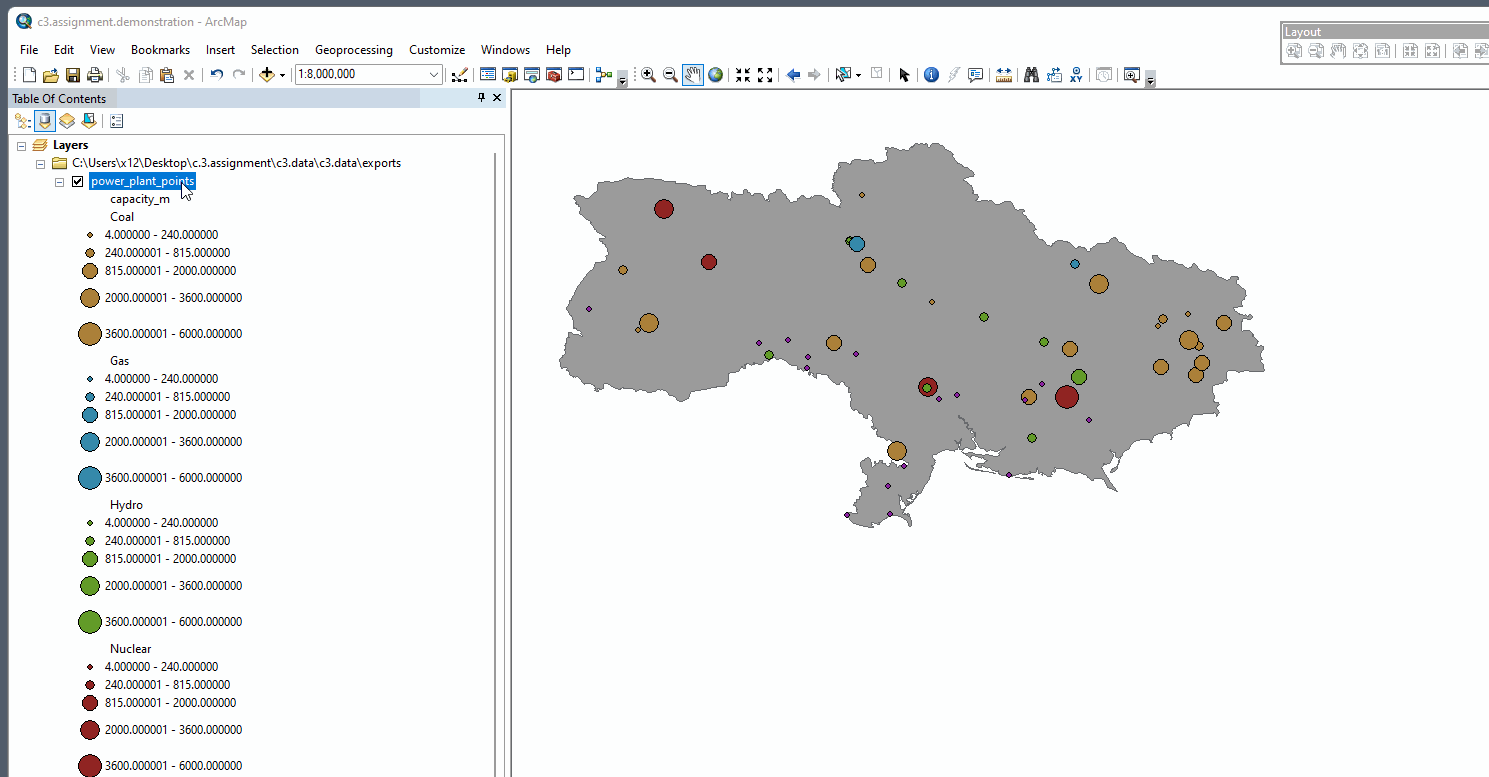 c3.assignment.demonstration - ArcMap
File Edit View Bookmarks Insert Selection Geoprocessing Customize Windows Help
Layout
1:8,000,000
Table Of Contents
Layers
C:\Users\x12\Desktop\c.3.assignment\c3.data\c3.data\exports
power_plant_points
capacity_m
Coal
4.000000 - 240.000000
240.000001 - 815.000000
815.000001 - 2000.000000
2000.000001 - 3600.000000
3600.000001 - 6000.000000
Gas
4.000000 - 240.000000
240.000001 - 815.000000
815.000001 - 2000.000000
2000.000001 - 3600.000000
3600.000001 - 6000.000000
Hydro
4.000000 - 240.000000
240.000001 - 815.000000
815.000001 - 2000.000000
2000.000001 - 3600.000000
3600.000001 - 6000.000000
Nuclear
4.000000 - 240.000000
240.000001 - 815.000000
815.000001 - 2000.000000
2000.000001 - 3600.000000
3600.000001 - 6000.000000